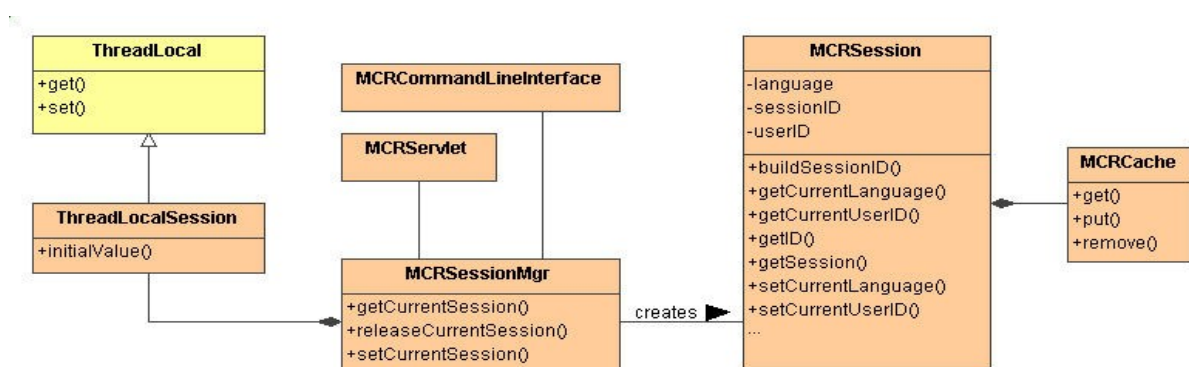 ThreadLocal
+get()
+set()
ThreadLocalSession
+initialValue()
MCRCommandLineInterface
MCRServlet
MCRSessionMgr
+getCurrentSession()
+releaseCurrentSession()
+setCurrentSession()
creates
MCRSession
-language
-sessionID
-userID
+buildSessionID()
+getCurrentLanguage()
+getCurrentUserID()
+getID()
+getSession()
+setCurrentLanguage()
+setCurrentUserID()
...
MCRCache
+get()
+put()
+remove()